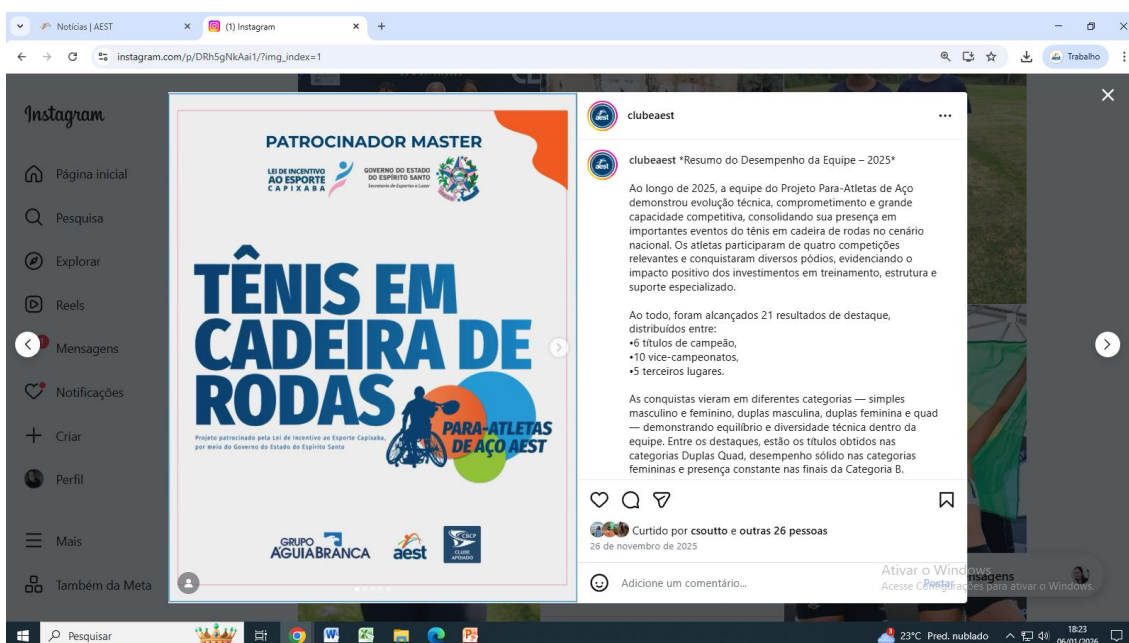 Notícias | AEST
(1) Instagram
instagram.com/p/DRh5gNkAai1/?img_index=1
Trabalho
Instagram
Página inicial
Pesquisa
Explorar
Reels
Mensagens
Notificações
Criar
Perfil
Mais
Também da Meta
PATROCINADOR MASTER
LEI DE INCENTIVO
AO ESPORTE
CAPIXABA
GOVERNO DO ESTADO
DO ESPÍRITO SANTO
Secretaria de Esportes e Lazer
TÊNIS EM
CADEIRA DE
RODAS
Projeto patrocinado pela Lei de Incentivo ao Esporte Capixaba,
por meio do Governo do Estado do Espírito Santo
PARA-ATLETAS
DE AÇO AEST
GRUPO
ÁGUIABRANCA
aest
CBCP
CLUBE
APOIADO
clubeaest
clubeaest *Resumo do Desempenho da Equipe – 2025*
Ao longo de 2025, a equipe do Projeto Para-Atletas de Aço
demonstrou evolução técnica, comprometimento e grande
capacidade competitiva, consolidando sua presença em
importantes eventos do tênis em cadeira de rodas no cenário
nacional. Os atletas participaram de quatro competições
relevantes e conquistaram diversos pódios, evidenciando o
impacto positivo dos investimentos em treinamento, estrutura e
suporte especializado.
Ao todo, foram alcançados 21 resultados de destaque,
distribuídos entre:
•6 títulos de campeão,
•10 vice-campeonatos,
•5 terceiros lugares.
As conquistas vieram em diferentes categorias — simples
masculino e feminino, duplas masculina, duplas feminina e quad
— demonstrando equilíbrio e diversidade técnica dentro da
equipe. Entre os destaques, estão os títulos obtidos nas
categorias Duplas Quad, desempenho sólido nas categorias
femininas e presença constante nas finais da Categoria B.
Curtido por csoutto e outras 26 pessoas
26 de novembro de 2025
Adicione um comentário...
Postar
Ativar o Windows
Acesse Configurações para ativar o Windows.
Pesquisar
23°C Pred. nublado
18:23
06/01/2026